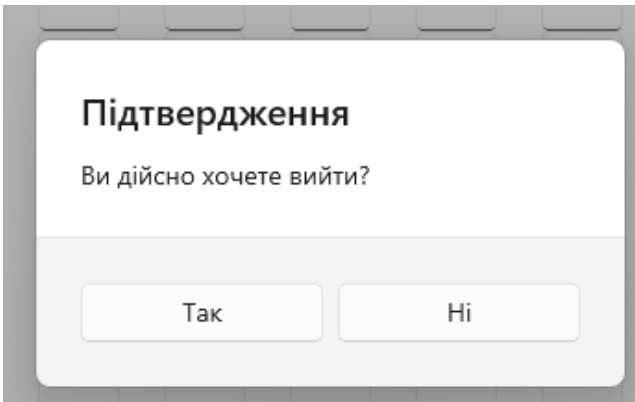 Підтвердження
Ви дійсно хочете вийти?
Так
Ні